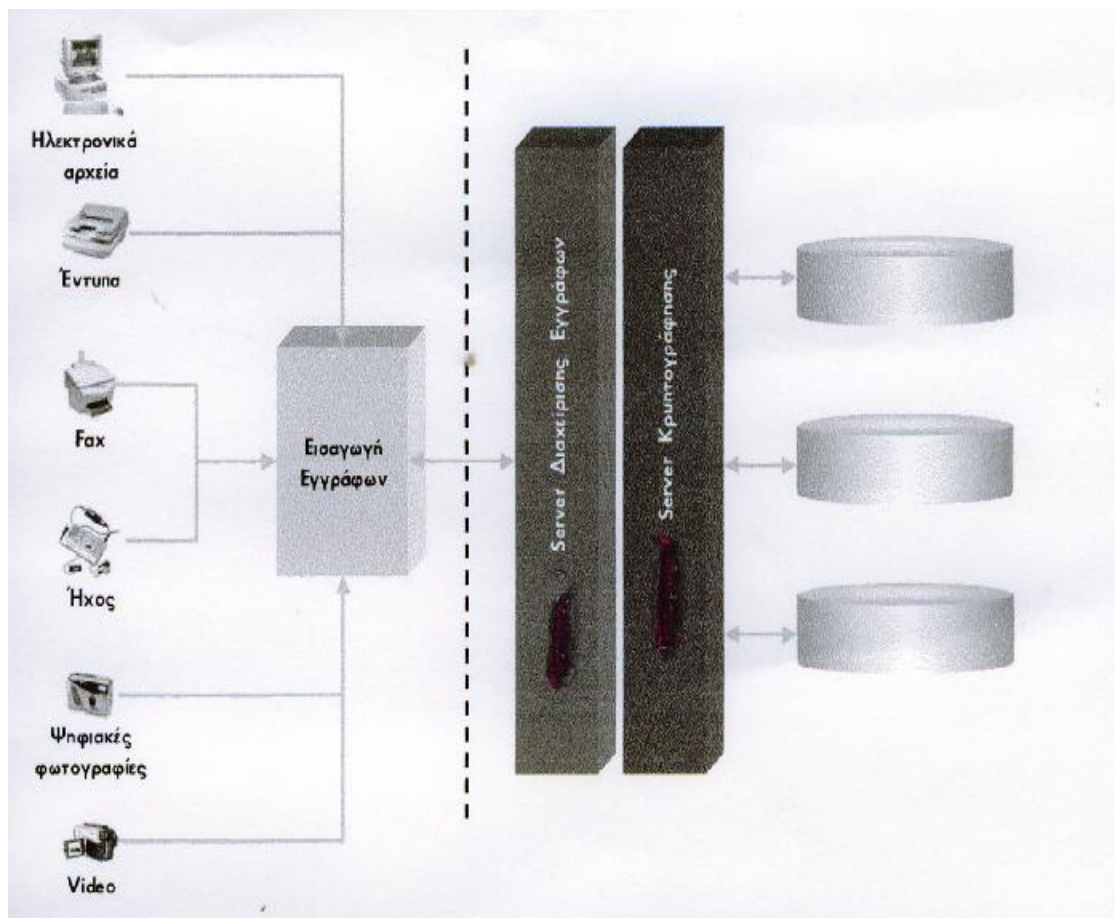 Ηλεκτρονικά
αρχεία
Έντυπα
Fax
Ήχος
Ψηφιακές
φωτογραφίες
Video
Εισαγωγή
Εγγράφων
Server Διαχείρισης Εγγράφων
Server Κρυπτογράφησης